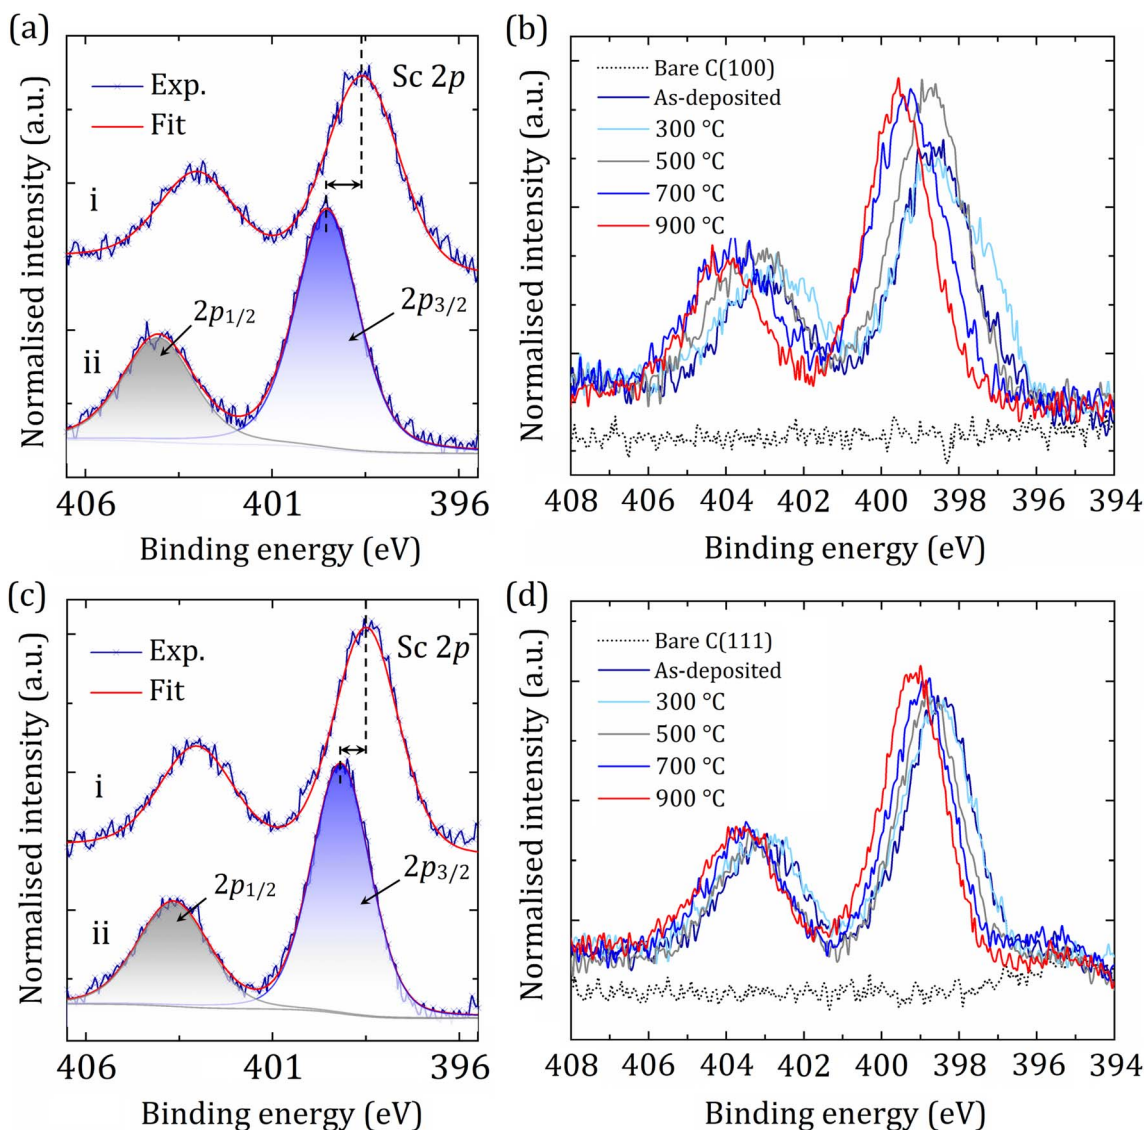 (a)
Normalised intensity (a.u.)
Exp.
Fit
Sc 2p
i
ii
2p1/2
2p3/2
406
401
396
Binding energy (eV)
(b)
Normalised intensity (a.u.)
Bare C(100)
As-deposited
300 °C
500 °C
700 °C
900 °C
408
406
404
402
400
398
396
394
Binding energy (eV)
(c)
Normalised intensity (a.u.)
Exp.
Fit
Sc 2p
i
ii
2p1/2
2p3/2
406
401
396
Binding energy (eV)
(d)
Normalised intensity (a.u.)
Bare C(111)
As-deposited
300 °C
500 °C
700 °C
900 °C
408
406
404
402
400
398
396
394
Binding energy (eV)